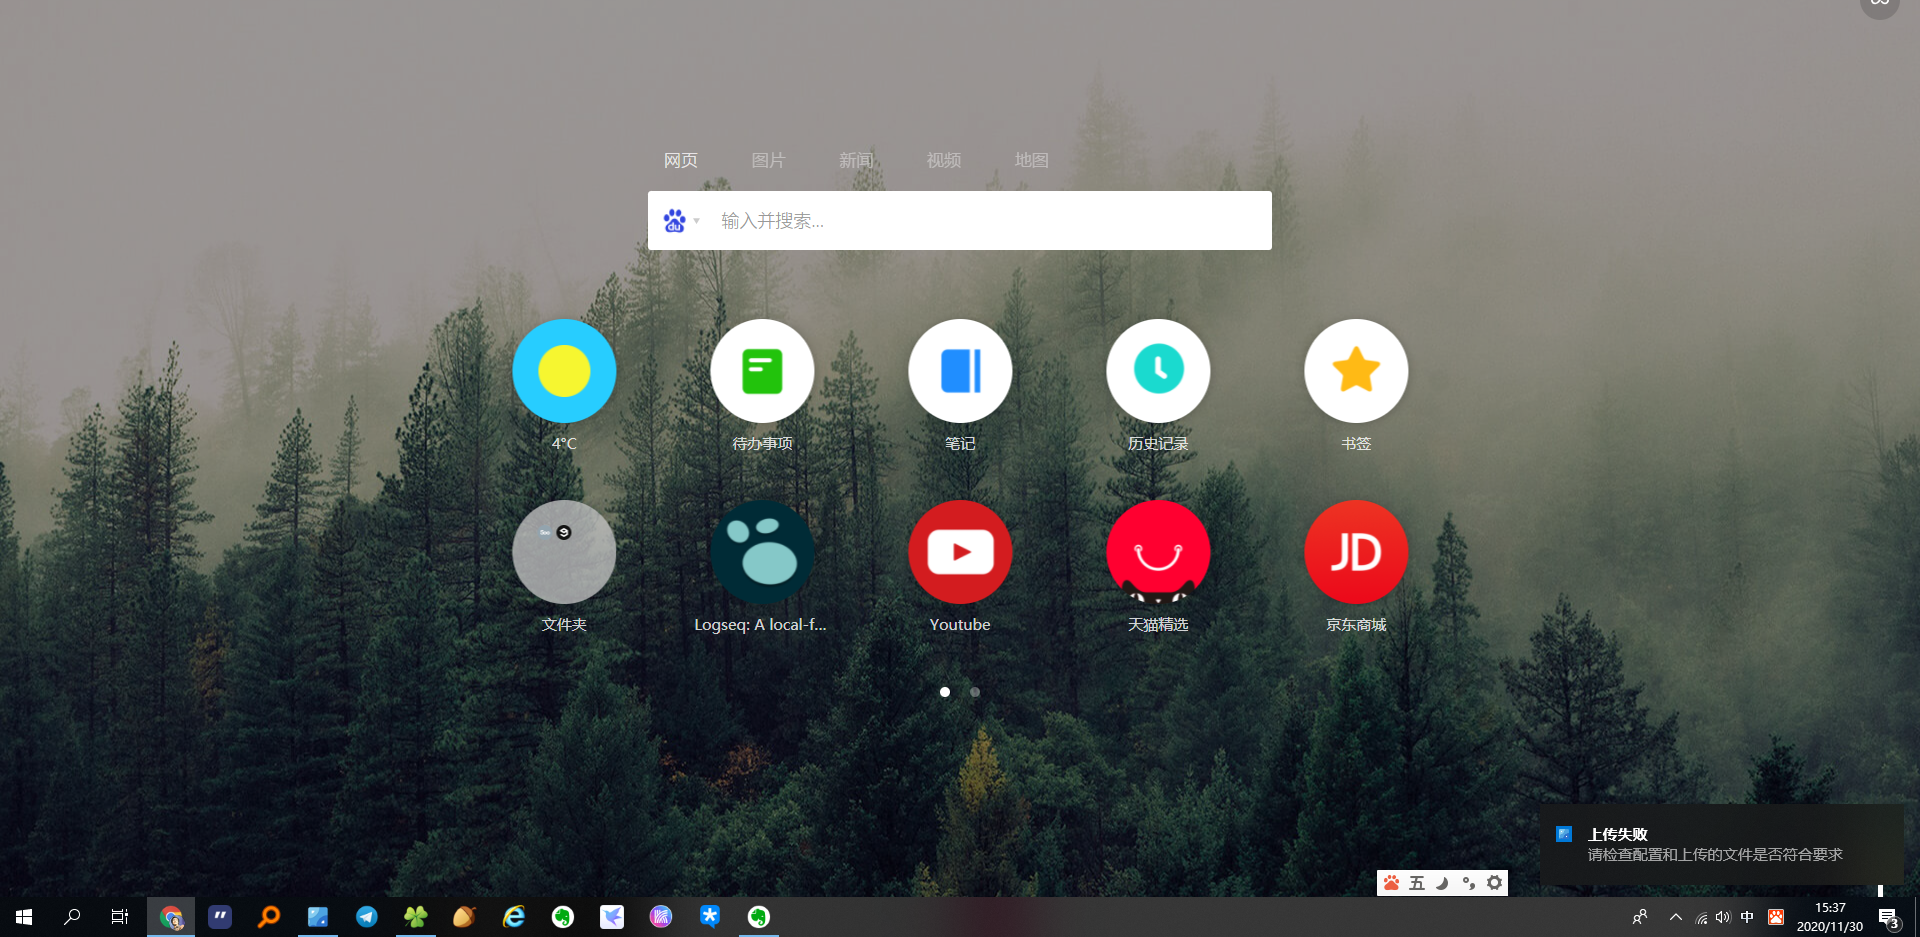 网页 图片 新闻 视频 地图
du 输入并搜索...
4°C 待办事项 笔记 历史记录 书签
JD
文件夹 Logseq: A local-f... Youtube 天猫精选 京东商城
上传失败
请检查配置和上传的文件是否符合要求
五
中
15:37
2020/11/30
3